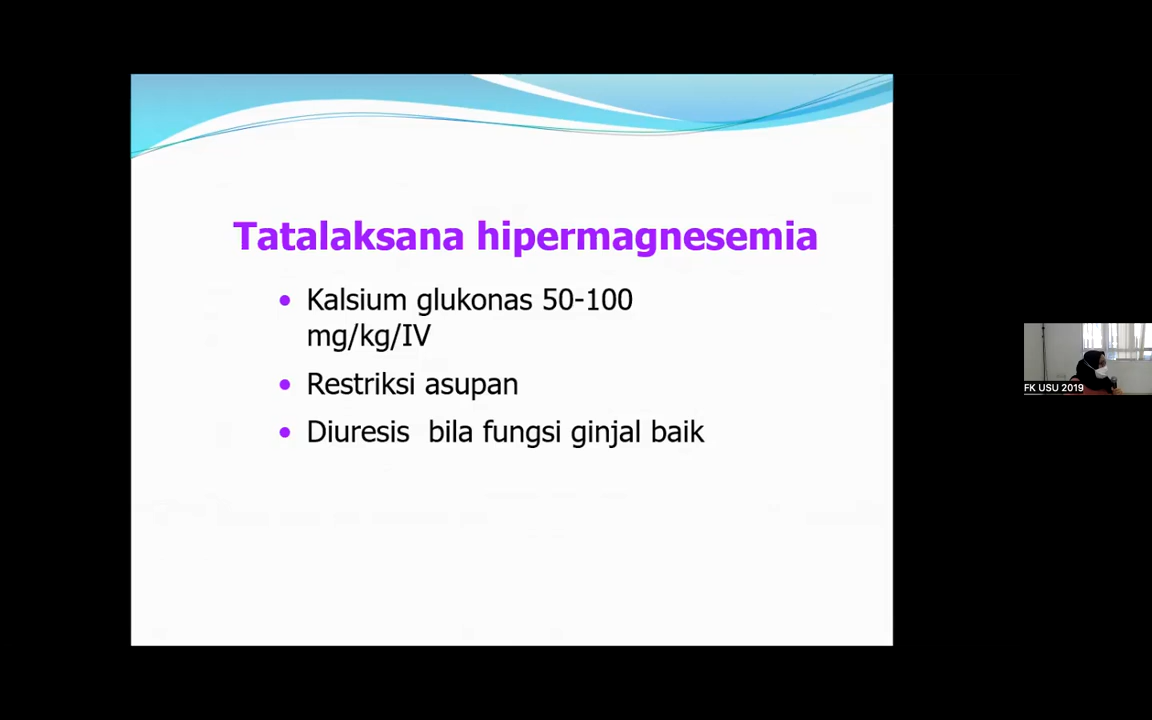 Tatalaksana hipermagnesemia
• Kalsium glukonas 50-100
mg/kg/IV
• Restriksi asupan
• Diuresis  bila fungsi ginjal baik
FK USU 2019